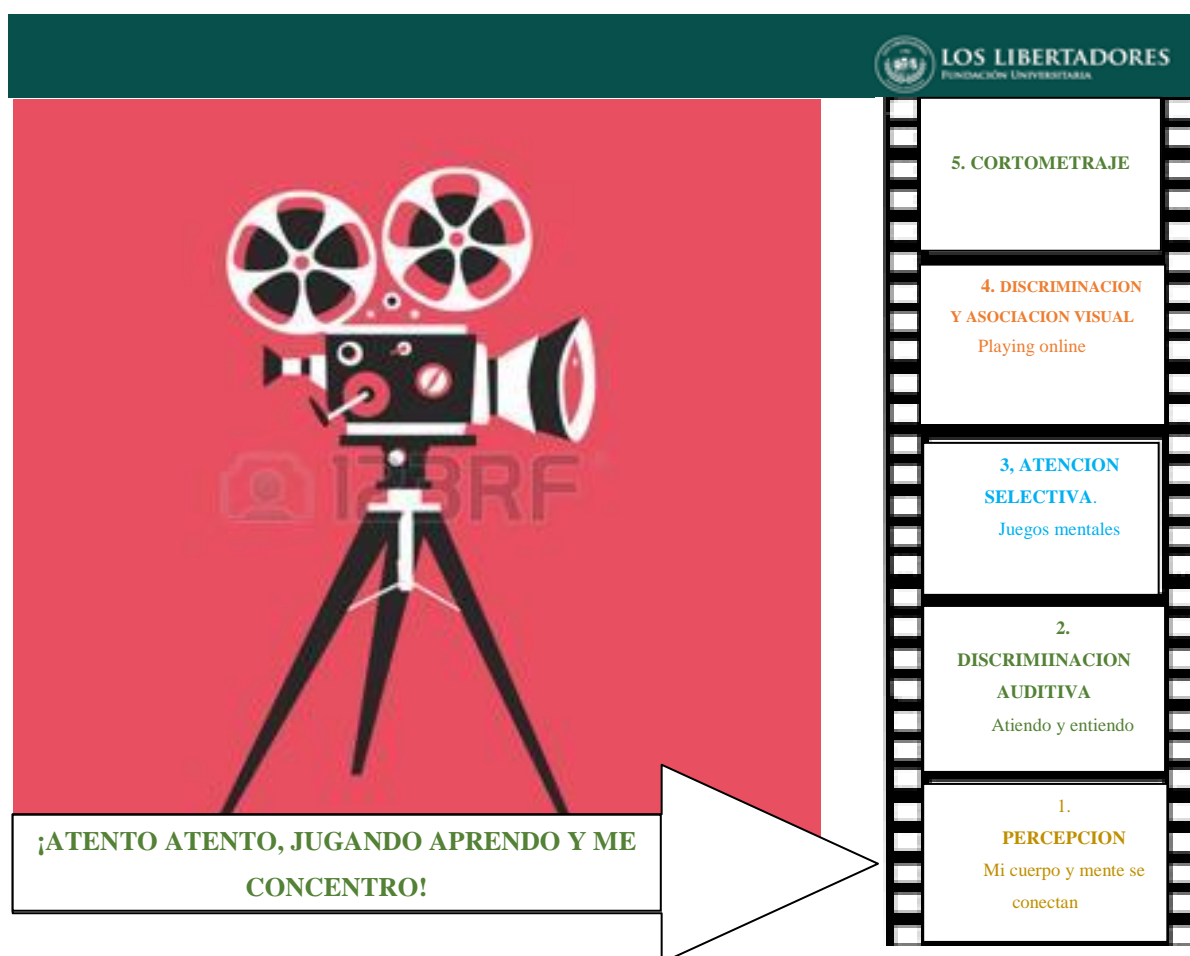 LOS LIBERTADORES
FUNDACIÓN UNIVERSITARIA
5. CORTOMETRAJE
4. DISCRIMINACION
Y ASOCIACION VISUAL
Playing online
3, ATENCION
SELECTIVA.
Juegos mentales
2.
DISCRIMIINACION
AUDITIVA
Atiendo y entiendo
1.
PERCEPCION
Mi cuerpo y mente se
conectan
123RF
¡ATENTO ATENTO, JUGANDO APRENDO Y ME
CONCENTRO!